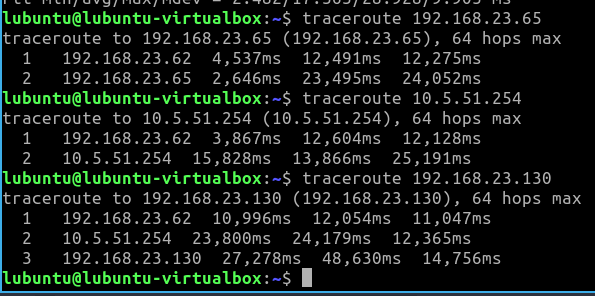 rtt min/avg/max/mdev = 2.482/17.505/28.928/9.905 ms
lubuntu@lubuntu-virtualbox:~$ traceroute 192.168.23.65
traceroute to 192.168.23.65 (192.168.23.65), 64 hops max
1 192.168.23.62 4,537ms 12,491ms 12,275ms
2 192.168.23.65 2,646ms 23,495ms 24,052ms
lubuntu@lubuntu-virtualbox:~$ traceroute 10.5.51.254
traceroute to 10.5.51.254 (10.5.51.254), 64 hops max
1 192.168.23.62 3,867ms 12,604ms 12,128ms
2 10.5.51.254 15,828ms 13,866ms 25,191ms
lubuntu@lubuntu-virtualbox:~$ traceroute 192.168.23.130
traceroute to 192.168.23.130 (192.168.23.130), 64 hops max
1 192.168.23.62 10,996ms 12,054ms 11,047ms
2 10.5.51.254 23,800ms 24,179ms 12,365ms
3 192.168.23.130 27,278ms 48,630ms 14,756ms
lubuntu@lubuntu-virtualbox:~$